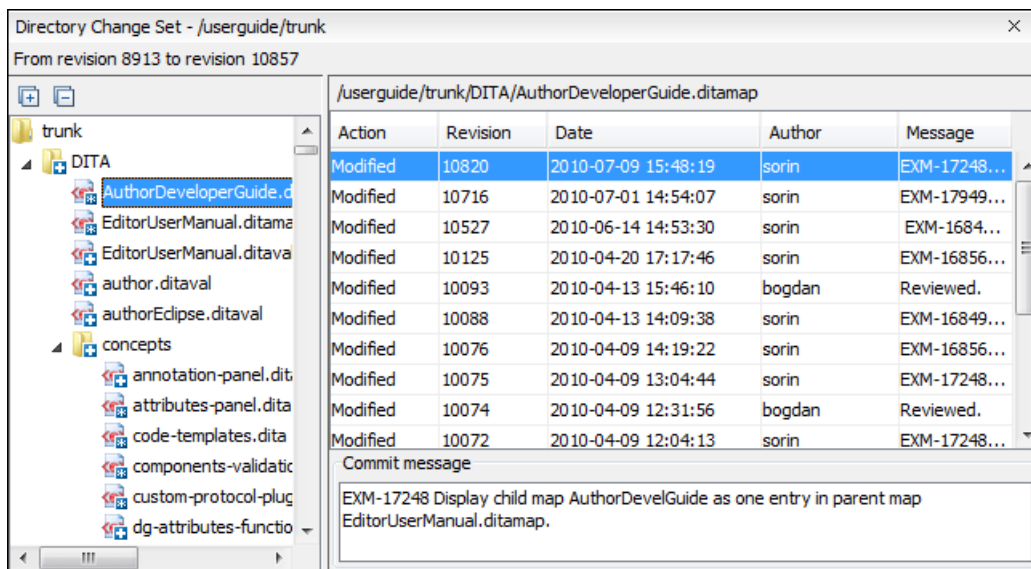 Directory Change Set - /userguide/trunk
From revision 8913 to revision 10857
trunk
DITA
AuthorDeveloperGuide.d
EditorUserManual.ditama
EditorUserManual.ditava
author.ditaval
authorEclipse.ditaval
concepts
annotation-panel.dit
attributes-panel.dita
code-templates.dita
components-validatic
custom-protocol-plug
dg-attributes-functio
/userguide/trunk/DITA/AuthorDeveloperGuide.ditamap
Action Revision Date Author Message
Modified 10820 2010-07-09 15:48:19 sorin EXM-17248...
Modified 10716 2010-07-01 14:54:07 sorin EXM-17949...
Modified 10527 2010-06-14 14:53:30 sorin EXM-1684...
Modified 10125 2010-04-20 17:17:46 sorin EXM-16856...
Modified 10093 2010-04-13 15:46:10 bogdan Reviewed.
Modified 10088 2010-04-13 14:09:38 sorin EXM-16849...
Modified 10076 2010-04-09 14:19:22 sorin EXM-16856...
Modified 10075 2010-04-09 13:04:44 sorin EXM-17248...
Modified 10074 2010-04-09 12:31:56 bogdan Reviewed.
Modified 10072 2010-04-09 12:04:13 sorin EXM-17248...
Commit message
EXM-17248 Display child map AuthorDevelGuide as one entry in parent map
EditorUserManual.ditamap.